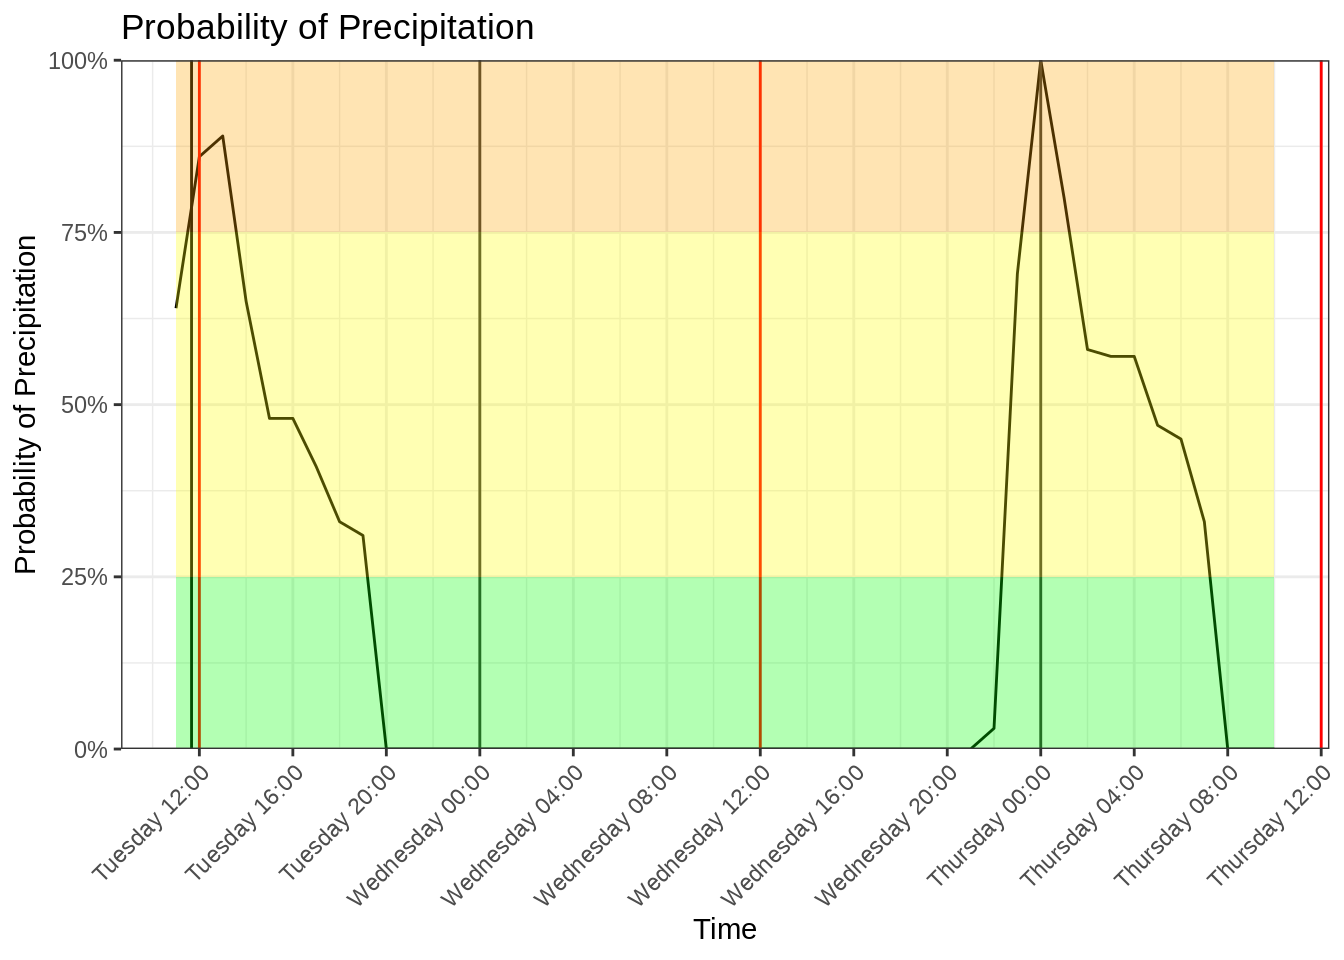 Probability of Precipitation
Probability of Precipitation
100%
75%
50%
25%
0%
Tuesday 12:00
Tuesday 16:00
Tuesday 20:00
Wednesday 00:00
Wednesday 04:00
Wednesday 08:00
Wednesday 12:00
Wednesday 16:00
Wednesday 20:00
Thursday 00:00
Thursday 04:00
Thursday 08:00
Thursday 12:00
Time